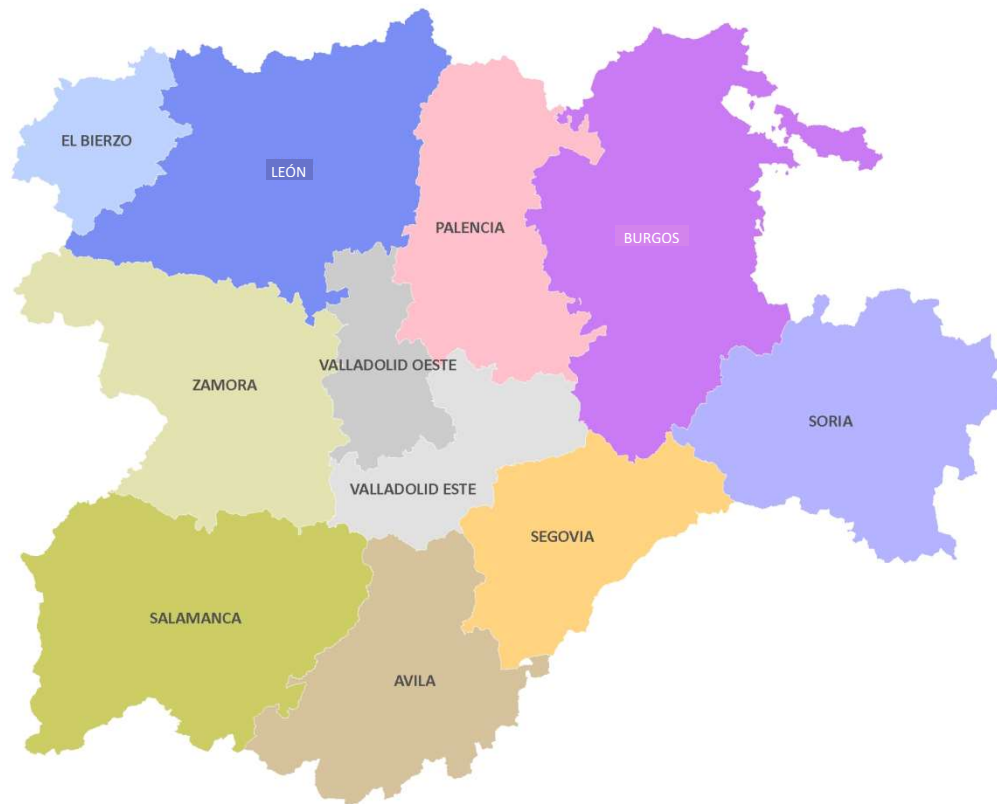 EL BIERZO
LEÓN
PALENCIA
BURGOS
VALLADOLID OESTE
ZAMORA
SORIA
VALLADOLID ESTE
SEGOVIA
SALAMANCA
AVILA